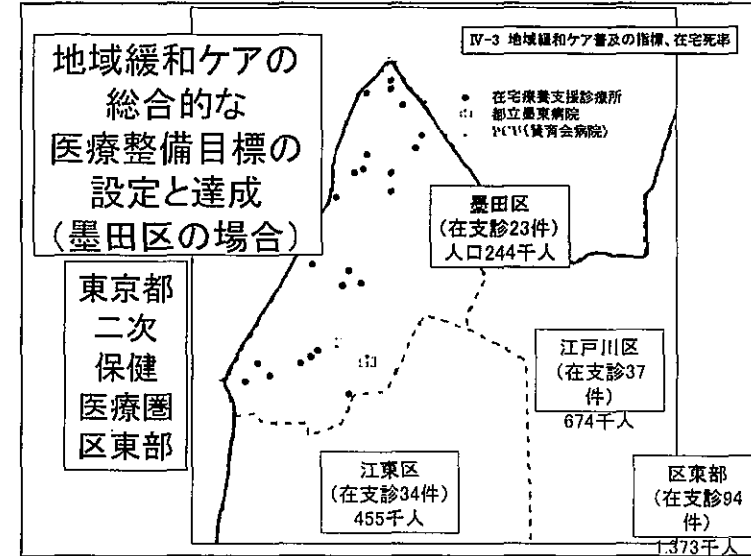 地域緩和ケアの
総合的な
医療整備目標の
設定と達成
(墨田区の場合)
Ⅳ-3 地域緩和ケア普及の指標、在宅死率
在宅療養支援診療所
都立墨東病院
PCU(賛育会病院)
墨田区
(在支診23件)
人口244千人
東京都
二次
保健
医療圏
区東部
江戸川区
(在支診37
件)
674千人
江東区
(在支診34件)
455千人
区東部
(在支診94
件)
1.373千人